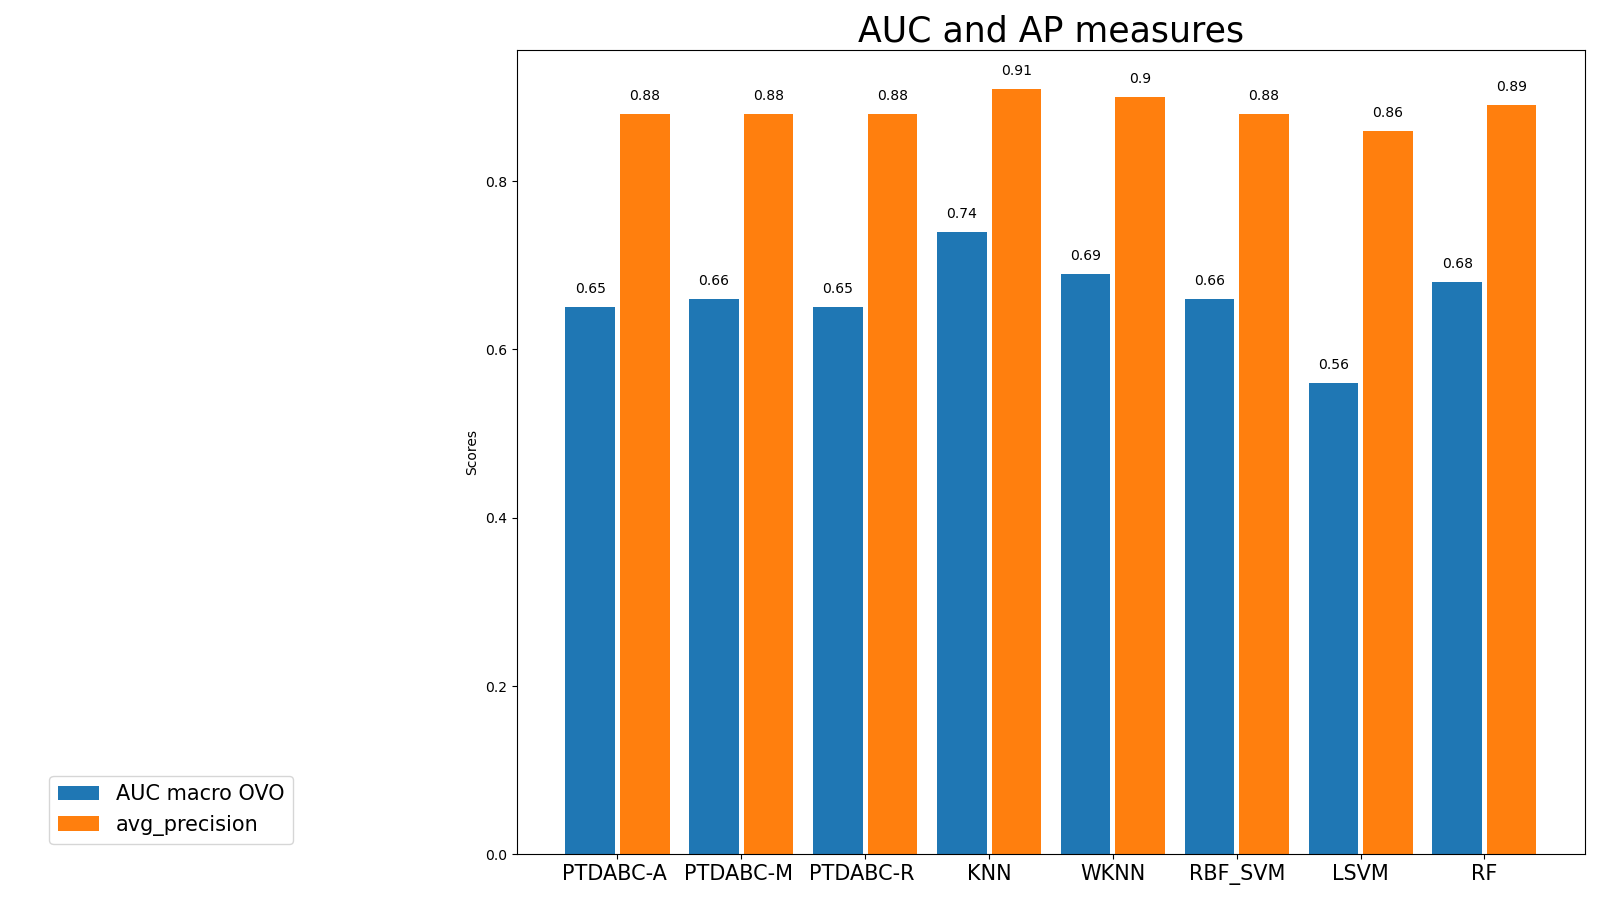 AUC and AP measures
0.88 0.88 0.88 0.91 0.9 0.88 0.86 0.89
0.65 0.66 0.65 0.74 0.69 0.66 0.56 0.68
0.8
0.6
Scores
0.4
0.2
0.0
PTDABC-A PTDABC-M PTDABC-R KNN WKNN RBF_SVM LSVM RF
AUC macro OVO
avg_precision